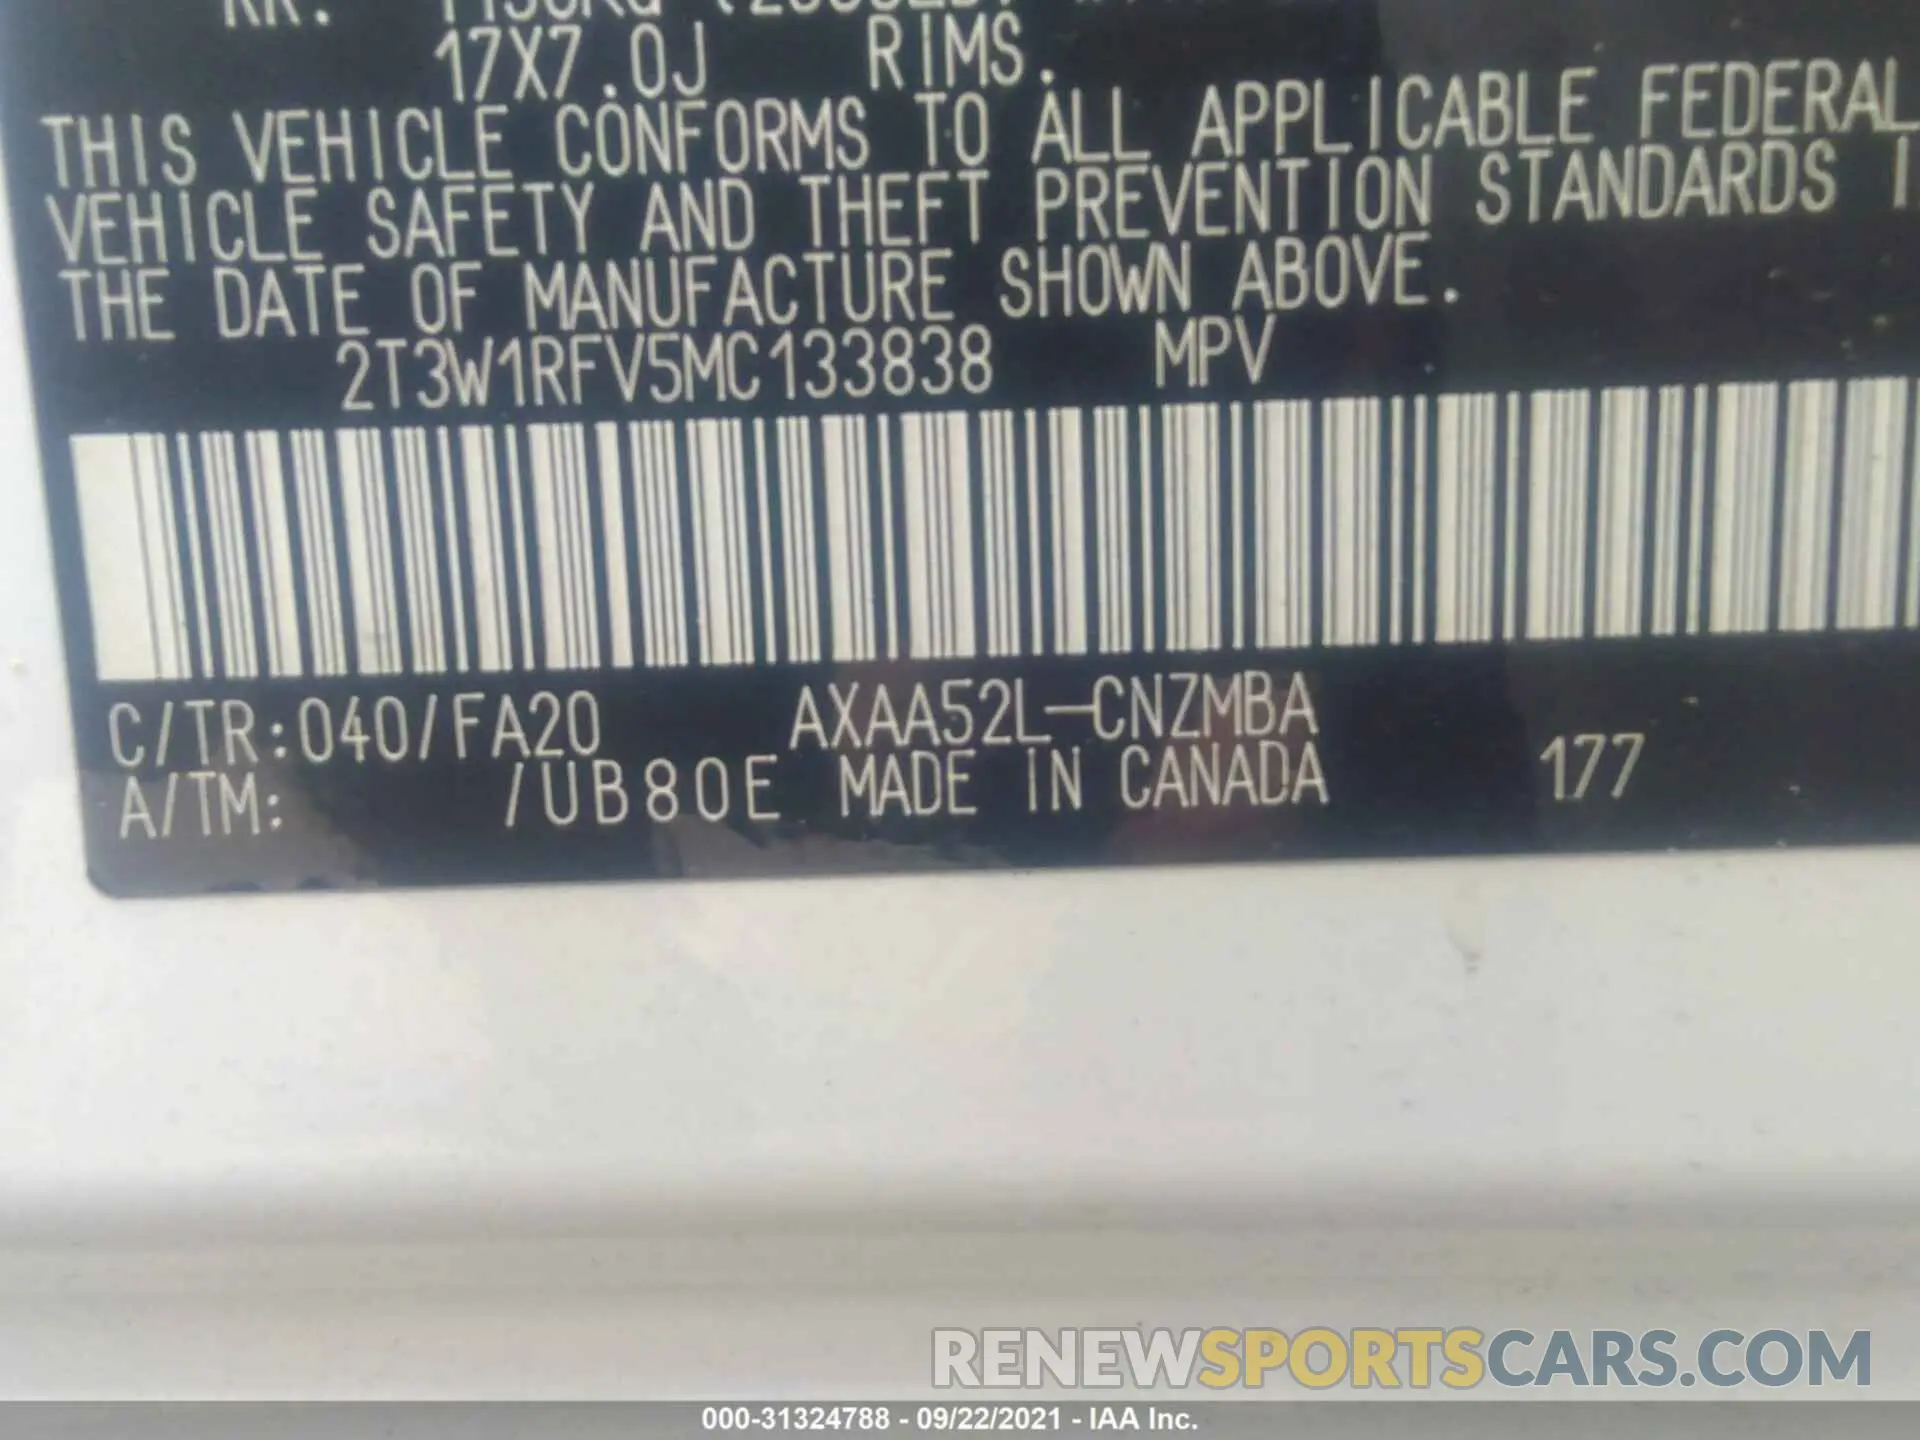 RR:
17X7.0J RIMS.
THIS VEHICLE CONFORMS TO ALL APPLICABLE FEDERAL
VEHICLE SAFETY AND THEFT PREVENTION STANDARDS
THE DATE OF MANUFACTURE SHOWN ABOVE.
2T3W1RFV5MC133838 MPV
C/TR:040/FA20 AXAA52L-CNZMBA
A/TM: /UB80E MADE IN CANADA 177
RENEWSPORTSCARS.COM
000-31324788 - 09/22/2021 - IAA Inc.